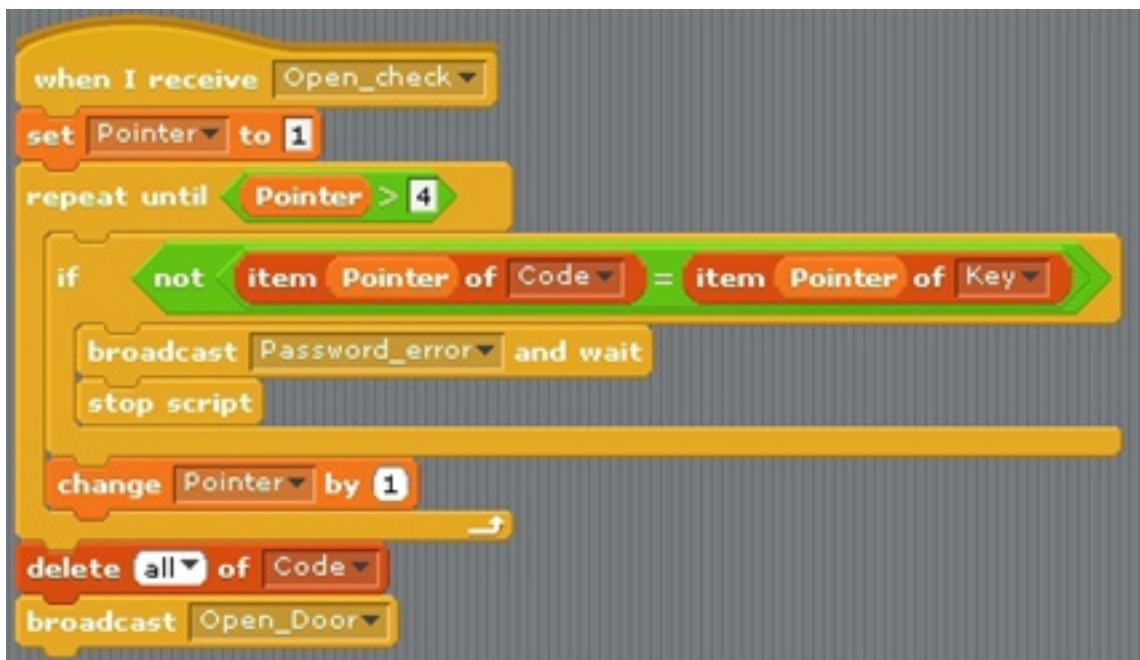 when I receive Open_check
set Pointer to 1
repeat until Pointer > 4
if not item Pointer of Code = item Pointer of Key
broadcast Password_error and wait
stop script
change Pointer by 1
delete all of Code
broadcast Open_Door